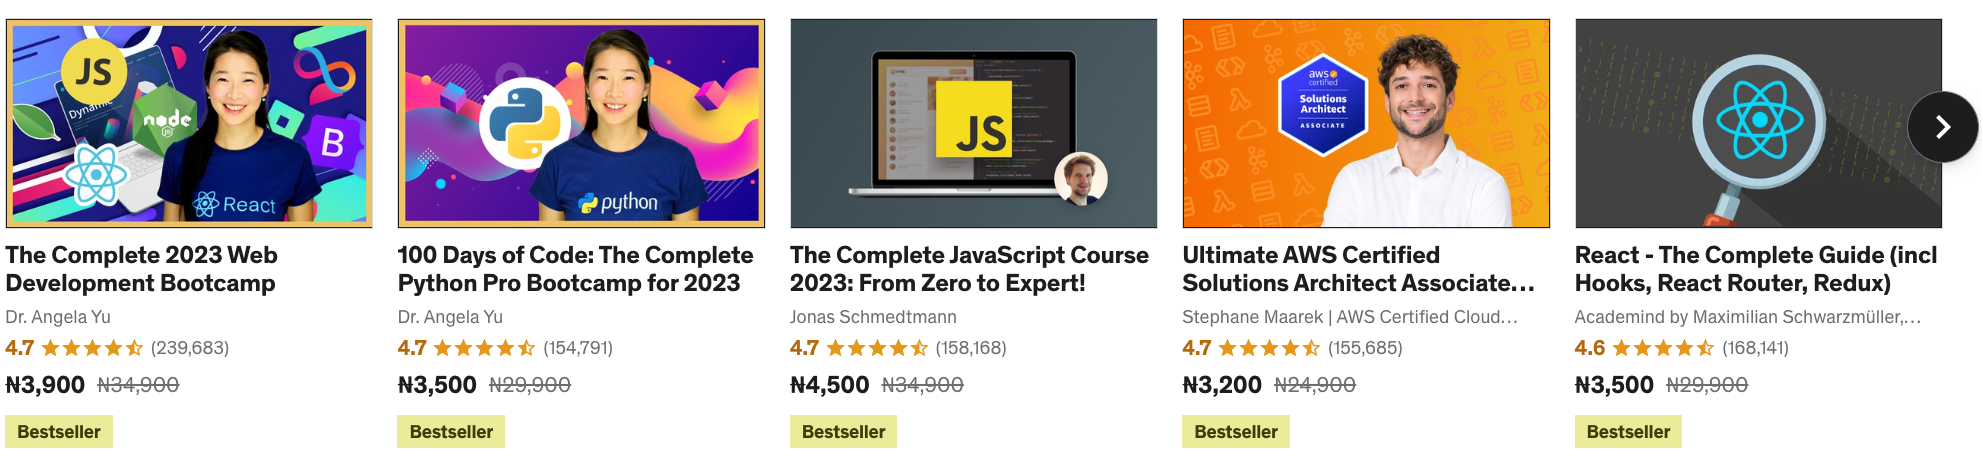 JS
Dynamic
node
JS
B
React
The Complete 2023 Web
Development Bootcamp
Dr. Angela Yu
4.7 (239,683)
₦3,900 ₦34,900
Bestseller
python
100 Days of Code: The Complete
Python Pro Bootcamp for 2023
Dr. Angela Yu
4.7 (154,791)
₦3,500 ₦29,900
Bestseller
JS
The Complete JavaScript Course
2023: From Zero to Expert!
Jonas Schmedtmann
4.7 (158,168)
₦4,500 ₦34,900
Bestseller
aws
certified
Solutions
Architect
ASSOCIATE
Ultimate AWS Certified
Solutions Architect Associate...
Stephane Maarek | AWS Certified Cloud...
4.7 (155,685)
₦3,200 ₦24,900
Bestseller
React - The Complete Guide (incl
Hooks, React Router, Redux)
Academind by Maximilian Schwarzmüller,...
4.6 (168,141)
₦3,500 ₦29,900
Bestseller